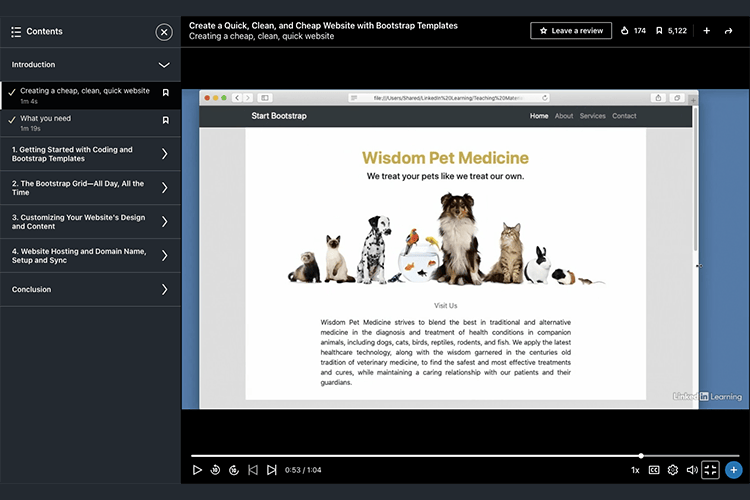 Contents
Introduction
Creating a cheap, clean, quick website
1m 4s
What you need
1m 19s
1. Getting Started with Coding and
Bootstrap Templates
2. The Bootstrap Grid—All Day, All the
Time
3. Customizing Your Website's Design
and Content
4. Website Hosting and Domain Name,
Setup and Sync
Conclusion
Create a Quick, Clean, and Cheap Website with Bootstrap Templates
Creating a cheap, clean, quick website
Leave a review
174
5,122
file:///Users/Shared/LinkedIn%20Learning/Teaching%20Mater
Start Bootstrap
Home About Services Contact
Wisdom Pet Medicine
We treat your pets like we treat our own.
Visit Us
Wisdom Pet Medicine strives to blend the best in traditional and alternative
medicine in the diagnosis and treatment of health conditions in companion
animals, including dogs, cats, birds, reptiles, rodents, and fish. We apply the latest
healthcare technology, along with the wisdom garnered in the centuries old
tradition of veterinary medicine, to find the safest and most effective treatments
and cures, while maintaining a caring relationship with our patients and their
guardians.
LinkedIn Learning
10 10 0:53 / 1:04 1x CC